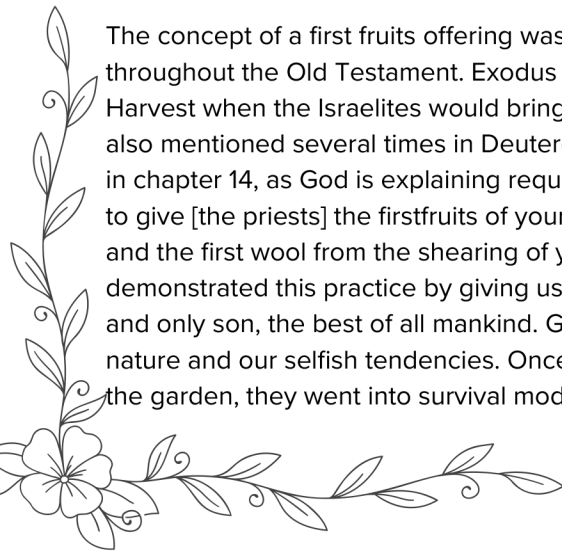 The concept of a first fruits offering was
throughout the Old Testament. Exodus
Harvest when the Israelites would bring
also mentioned several times in Deuter
in chapter 14, as God is explaining requ
to give [the priests] the firstfruits of your
and the first wool from the shearing of y
demonstrated this practice by giving us
and only son, the best of all mankind. G
nature and our selfish tendencies. Once
the garden, they went into survival mod